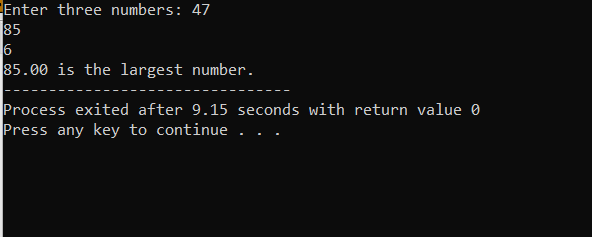 Enter three numbers: 47
85
6
85.00 is the largest number.
--------------------------------
Process exited after 9.15 seconds with return value 0
Press any key to continue . . .